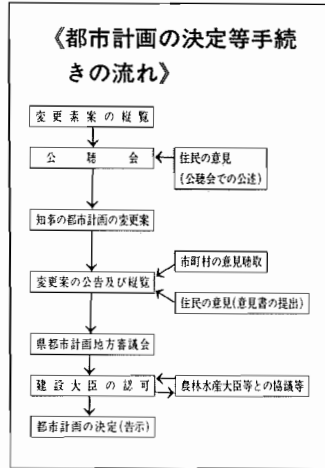 《都市計画の決定等手続
きの流れ》
変更素案の縦覧
公聴会
住民の意見
(公聴会での公述)
知事の都市計画の変更案
市町村の意見聴取
変更案の公告及び縦覧
住民の意見(意見書の提出)
県都市計画地方審議会
建設大臣の認可
農林水産大臣等との協議等
都市計画の決定(告示)